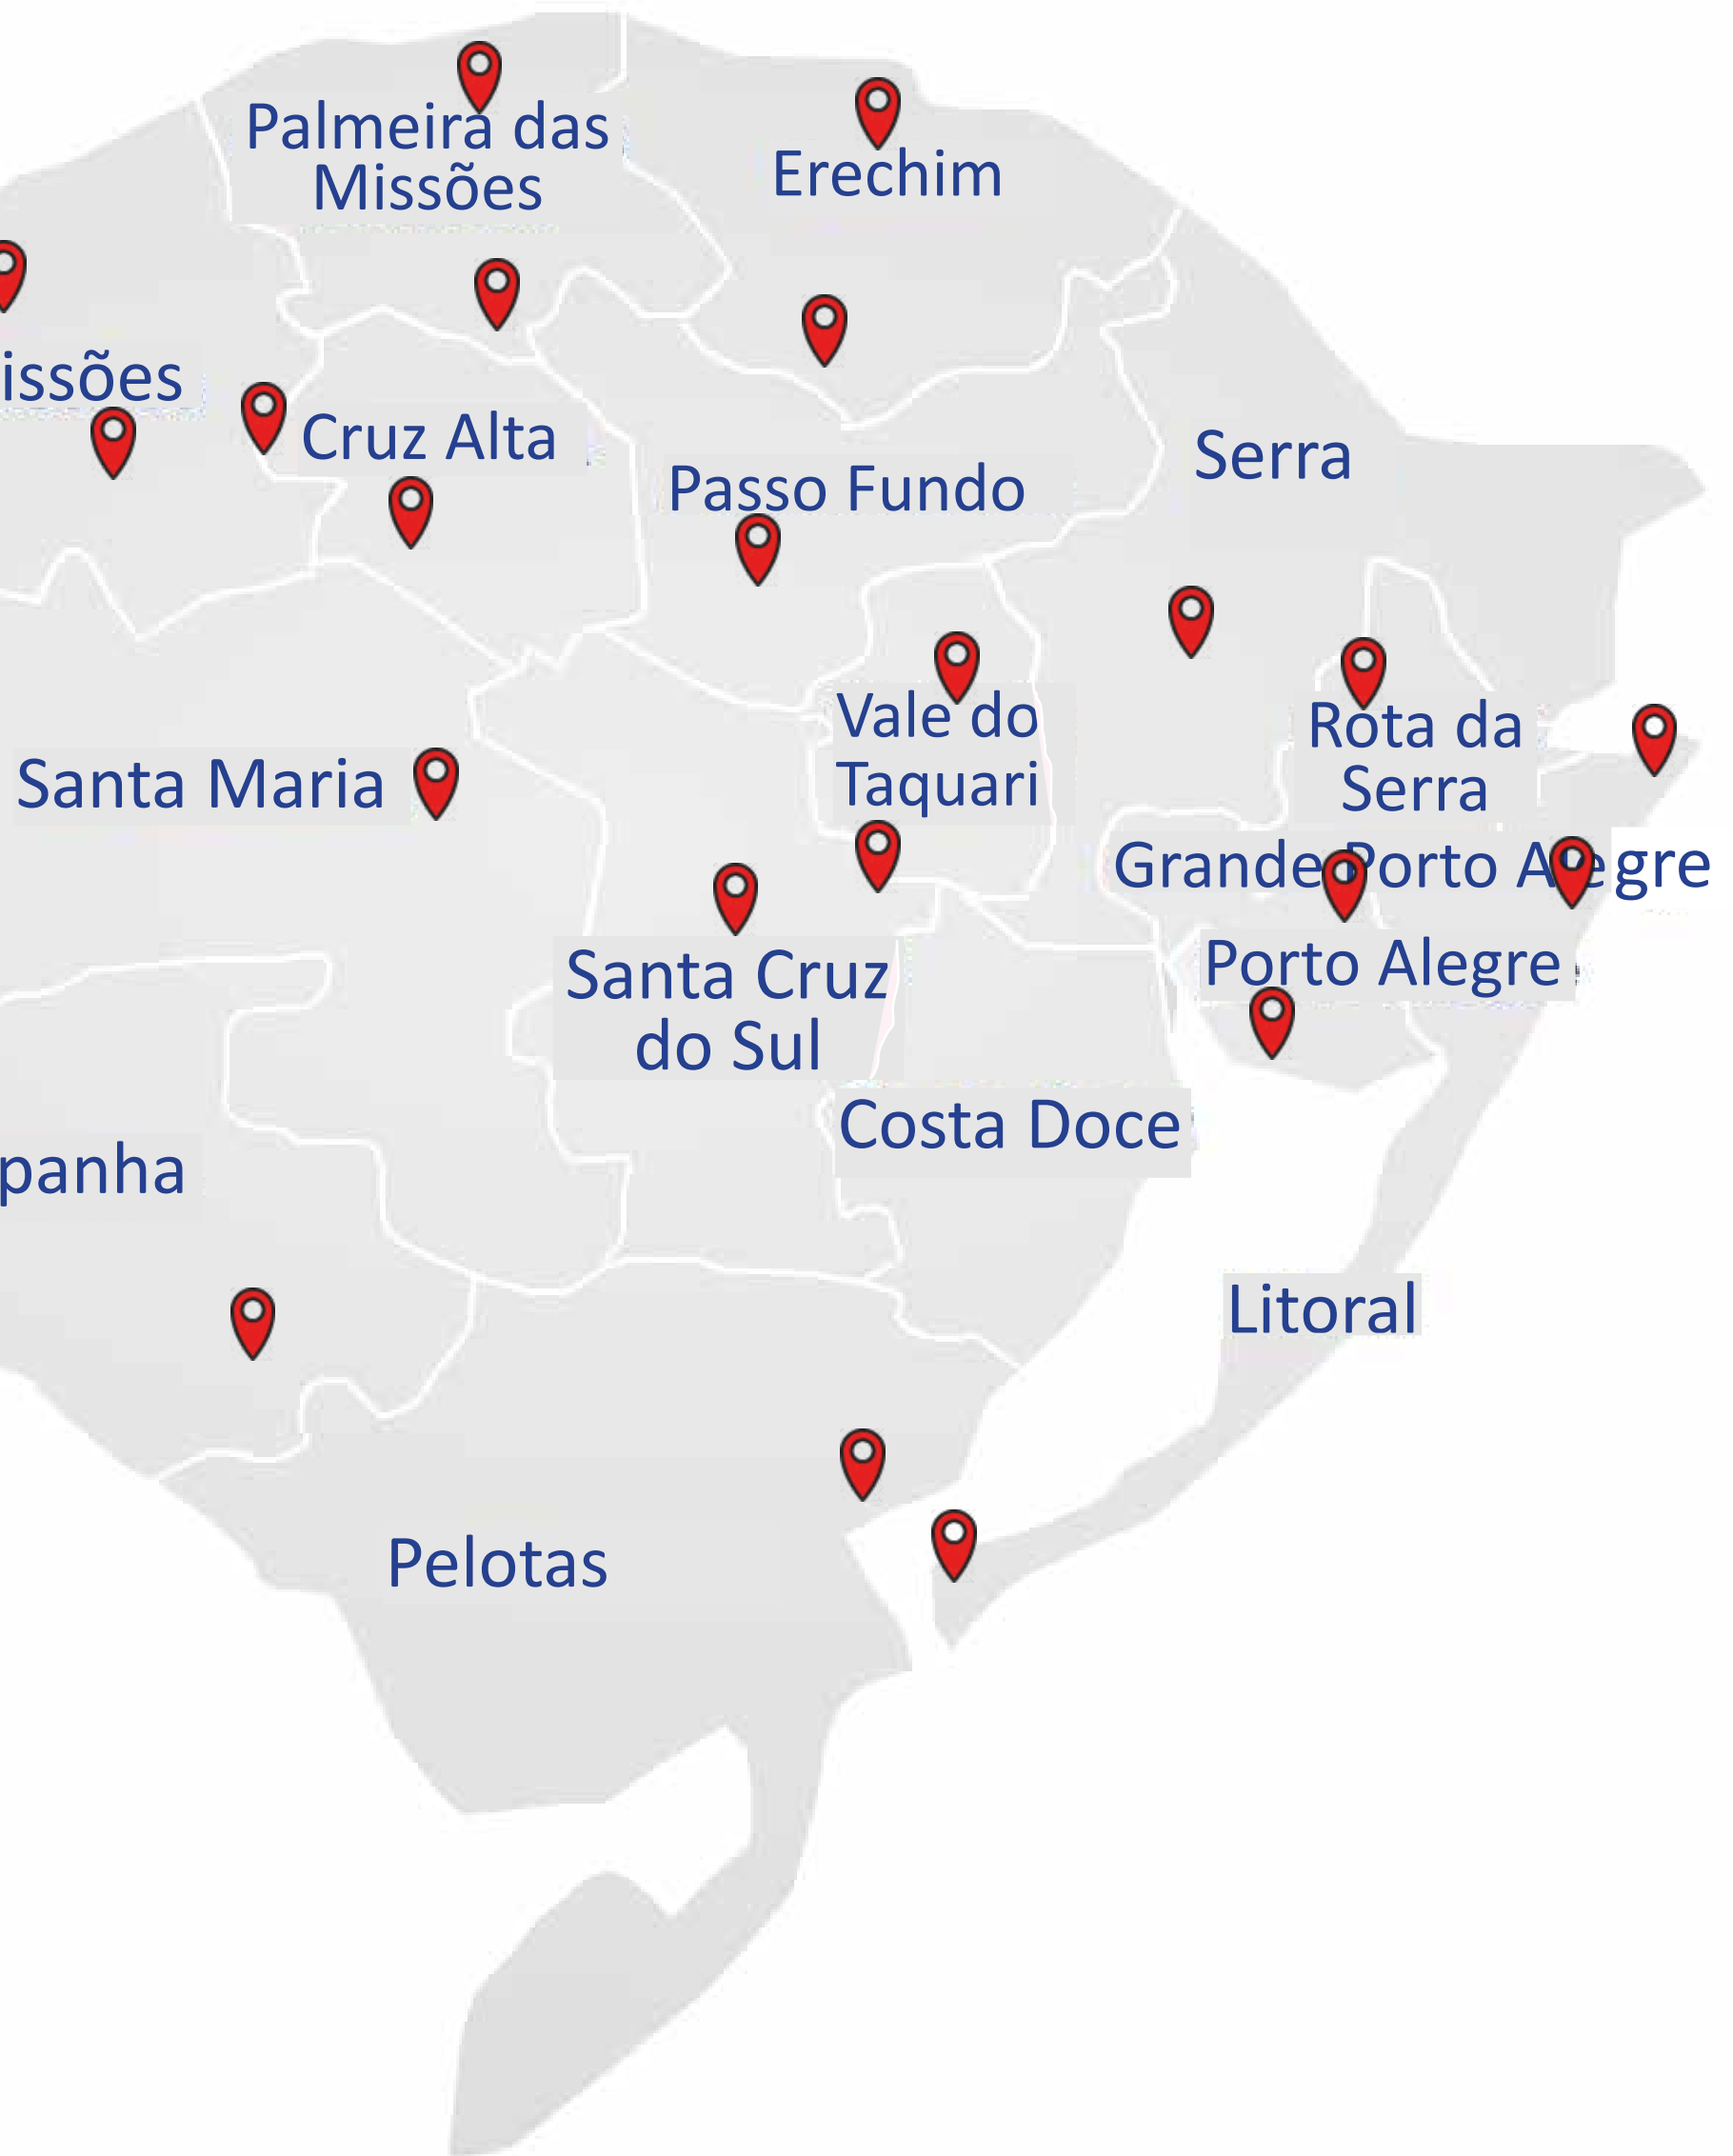 Palmeira das
Missões
Erechim
issões
Cruz Alta
Serra
Passo Fundo
Vale do
Taquari
Rota da
Serra
Santa Maria
Grande Porto Alegre
Porto Alegre
Santa Cruz
do Sul
Costa Doce
panha
Litoral
Pelotas